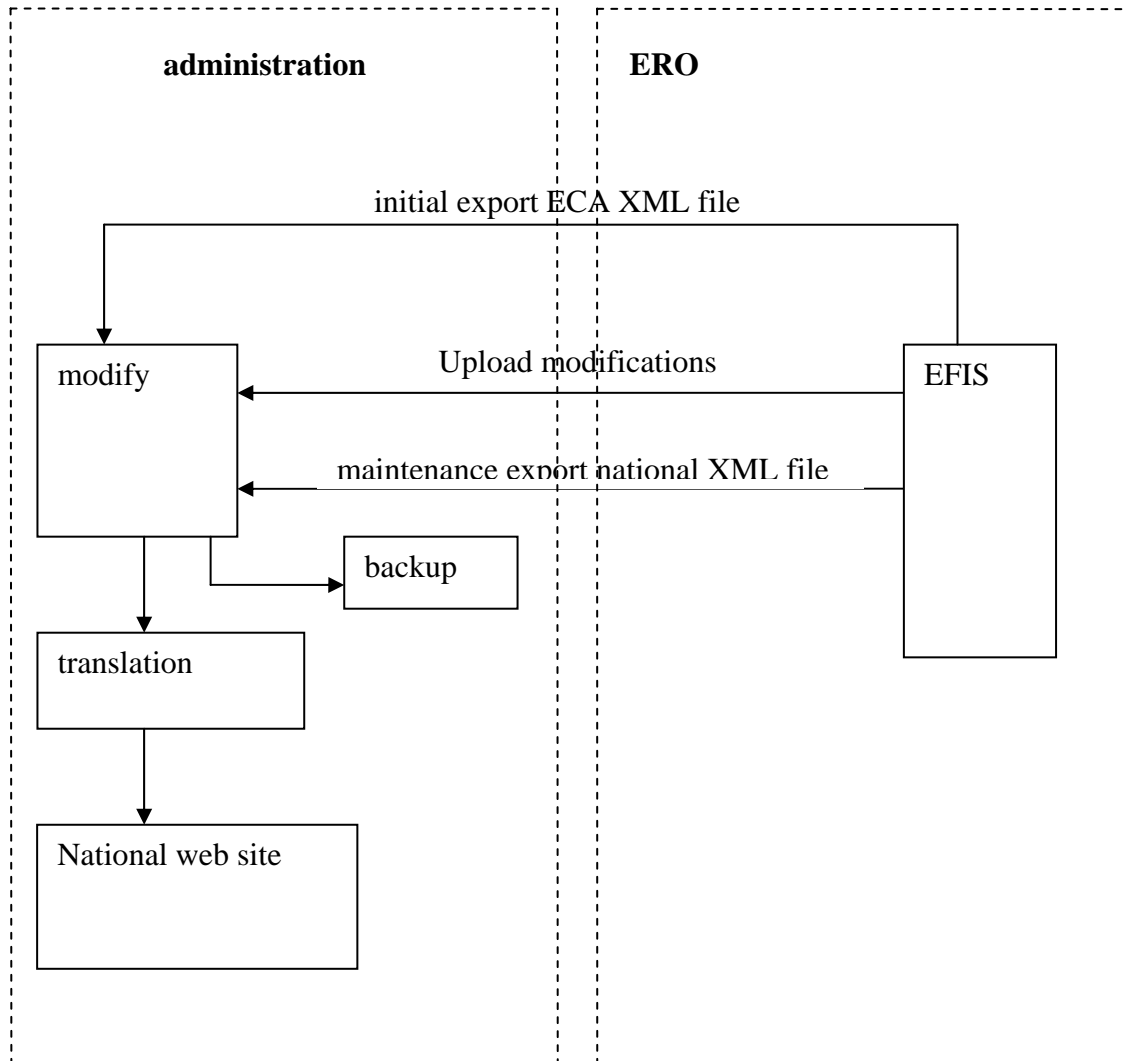 administration
ERO
initial export ECA XML file
modify
Upload modifications
EFIS
maintenance export national XML file
backup
translation
National web site